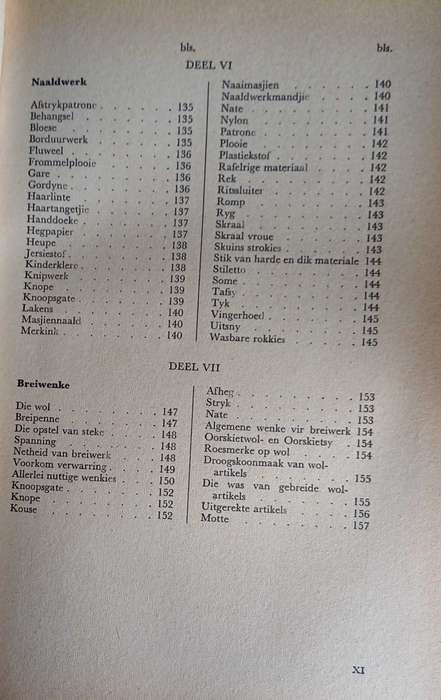 bls.
bls.
DEEL VI
Naaldwerk
Afstrykpatrone . . . . . . 135
Behangsel . . . . . . . 135
Bloese . . . . . . . . 135
Borduurwerk . . . . . . 135
Fluweel . . . . . . . . 136
Frommelplooie . . . . . . 136
Gare . . . . . . . . 136
Gordyne . . . . . . . 136
Haarlinte . . . . . . . 137
Haartangetjie . . . . . . 137
Handdoeke . . . . . . . 137
Hegpapier . . . . . . . 137
Heupe . . . . . . . . 138
Jersiestof . . . . . . . 138
Kinderklere . . . . . . . 138
Knipwerk . . . . . . . 139
Knope . . . . . . . . 139
Knoopsgate . . . . . . . 139
Lakens . . . . . . . . 140
Masjiennaald . . . . . . 140
Merkink . . . . . . . 140
Naaimasjien . . . . . . 140
Naaldwerkmandjie . . . . . 140
Nate . . . . . . . . 141
Nylon . . . . . . . . 141
Patrone . . . . . . . 141
Plooie . . . . . . . . 142
Plastiekstof . . . . . . . 142
Rafelrige materiaal . . . . . 142
Rek . . . . . . . . 142
Ritssluiter . . . . . . . 142
Romp . . . . . . . . 143
Ryg . . . . . . . . 143
Skraal . . . . . . . . 143
Skraal vroue . . . . . . 143
Skuins strokies . . . . . . 143
Stik van harde en dik materiale 144
Stiletto . . . . . . . . 144
Some . . . . . . . . 144
Tafsy . . . . . . . . 144
Tyk . . . . . . . . 144
Vingerhoed . . . . . . . 145
Uitsny . . . . . . . . 145
Wasbare rokkies . . . . . . 145
DEEL VII
Breiwenke
Die wol . . . . . . . 147
Breipenne . . . . . . . 147
Die opstel van steke . . . . 148
Spanning . . . . . . . 148
Netheid van breiwerk . . . . 148
Voorkom verwarring . . . . 149
Allerlei nuttige wenkies . . . 150
Knoopsgate . . . . . . . 152
Knope . . . . . . . . 152
Kouse . . . . . . . . 152
Afheg . . . . . . . . 153
Stryk . . . . . . . . 153
Nate . . . . . . . . 153
Algemene wenke vir breiwerk 154
Oorskietwol- en Oorskietsy . . 154
Roesmerke op wol . . . . . 154
Droogskoonmaak van wol-
artikels . . . . . . . 155
Die was van gebreide wol-
artikels . . . . . . . 155
Uitgerekte artikels . . . . . 156
Motte . . . . . . . . 157
XI